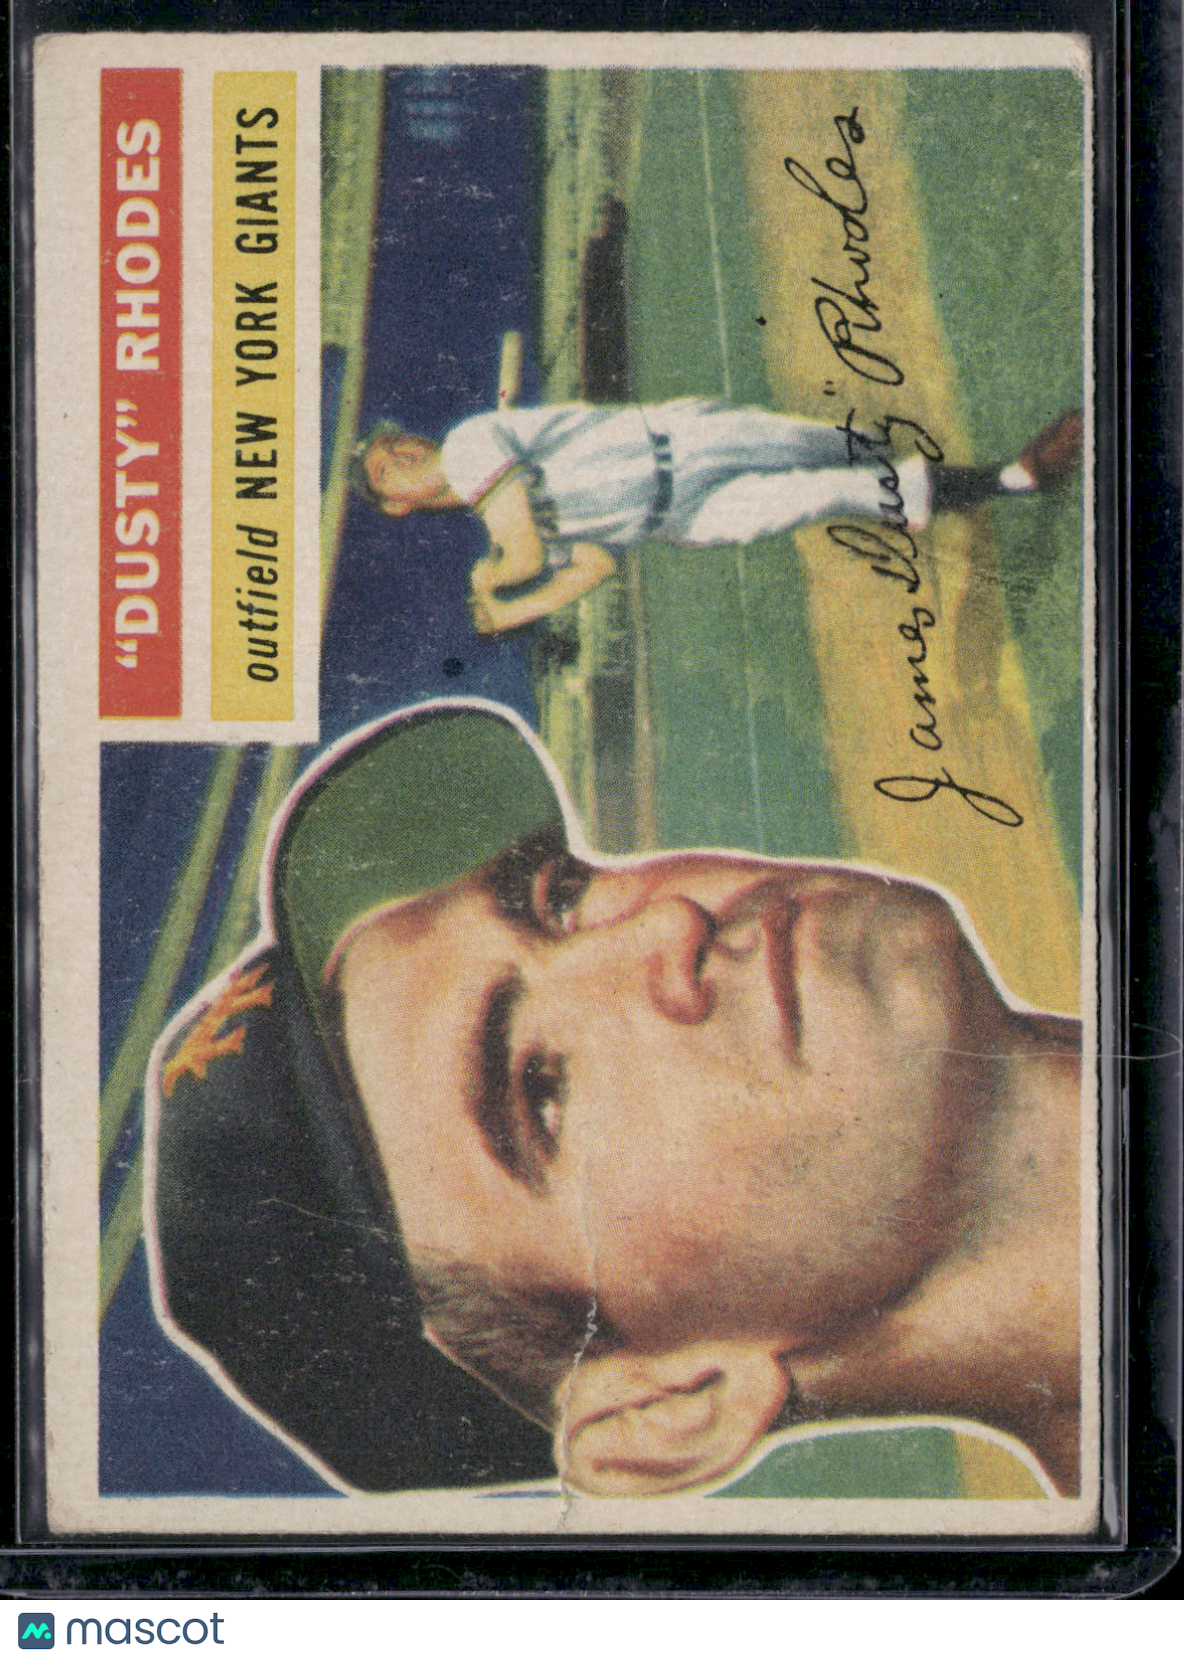 "DUSTY" RHODES
outfield NEW YORK GIANTS
James "Dusty" Rhodes
mascot